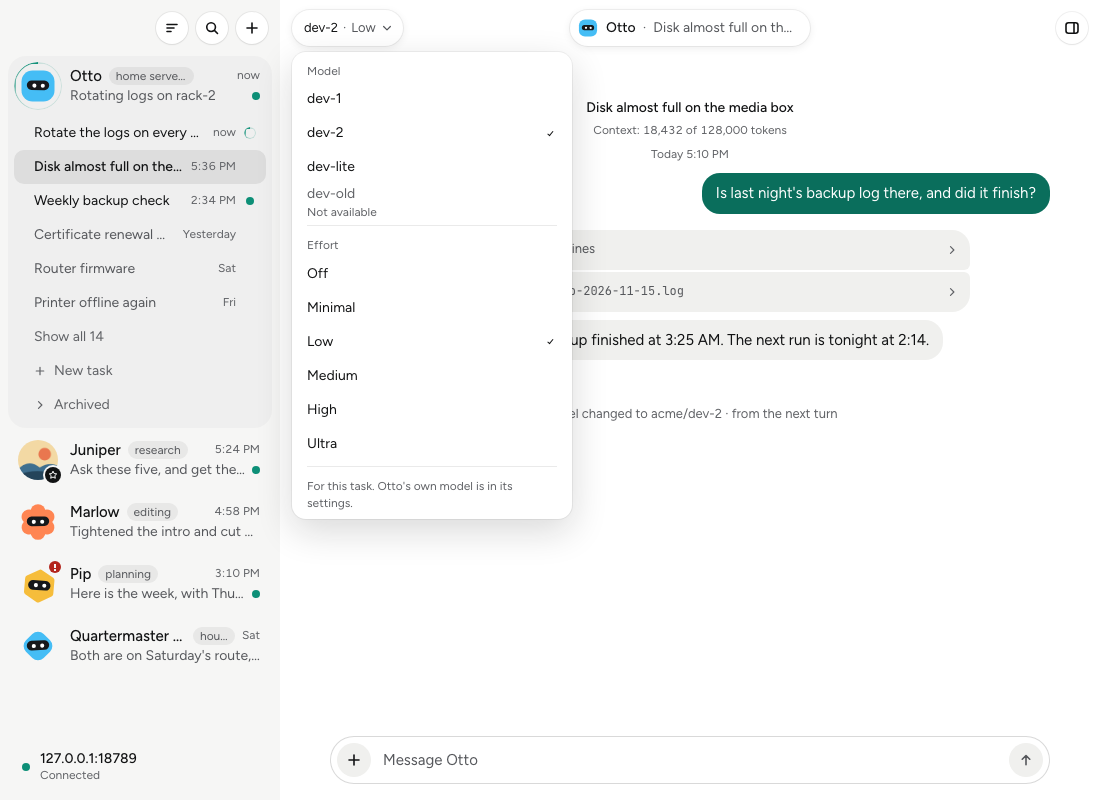 Otto home serve... now
Rotating logs on rack-2
Rotate the logs on every ... now
Disk almost full on the... 5:36 PM
Weekly backup check 2:34 PM
Certificate renewal ... Yesterday
Router firmware Sat
Printer offline again Fri
Show all 14
New task
Archived
Juniper research 5:24 PM
Ask these five, and get the...
Marlow editing 4:58 PM
Tightened the intro and cut ...
Pip planning 3:10 PM
Here is the week, with Thu...
Quartermaster ... hou... Sat
Both are on Saturday's route,...
127.0.0.1:18789
Connected
dev-2 · Low
Model
dev-1
dev-2
dev-lite
dev-old
Not available
Effort
Off
Minimal
Low
Medium
High
Ultra
For this task. Otto's own model is in its
settings.
Otto · Disk almost full on th...
Disk almost full on the media box
Context: 18,432 of 128,000 tokens
Today 5:10 PM
Is last night's backup log there, and did it finish?
ines
-2026-11-15.log
up finished at 3:25 AM. The next run is tonight at 2:14.
el changed to acme/dev-2 · from the next turn
Message Otto